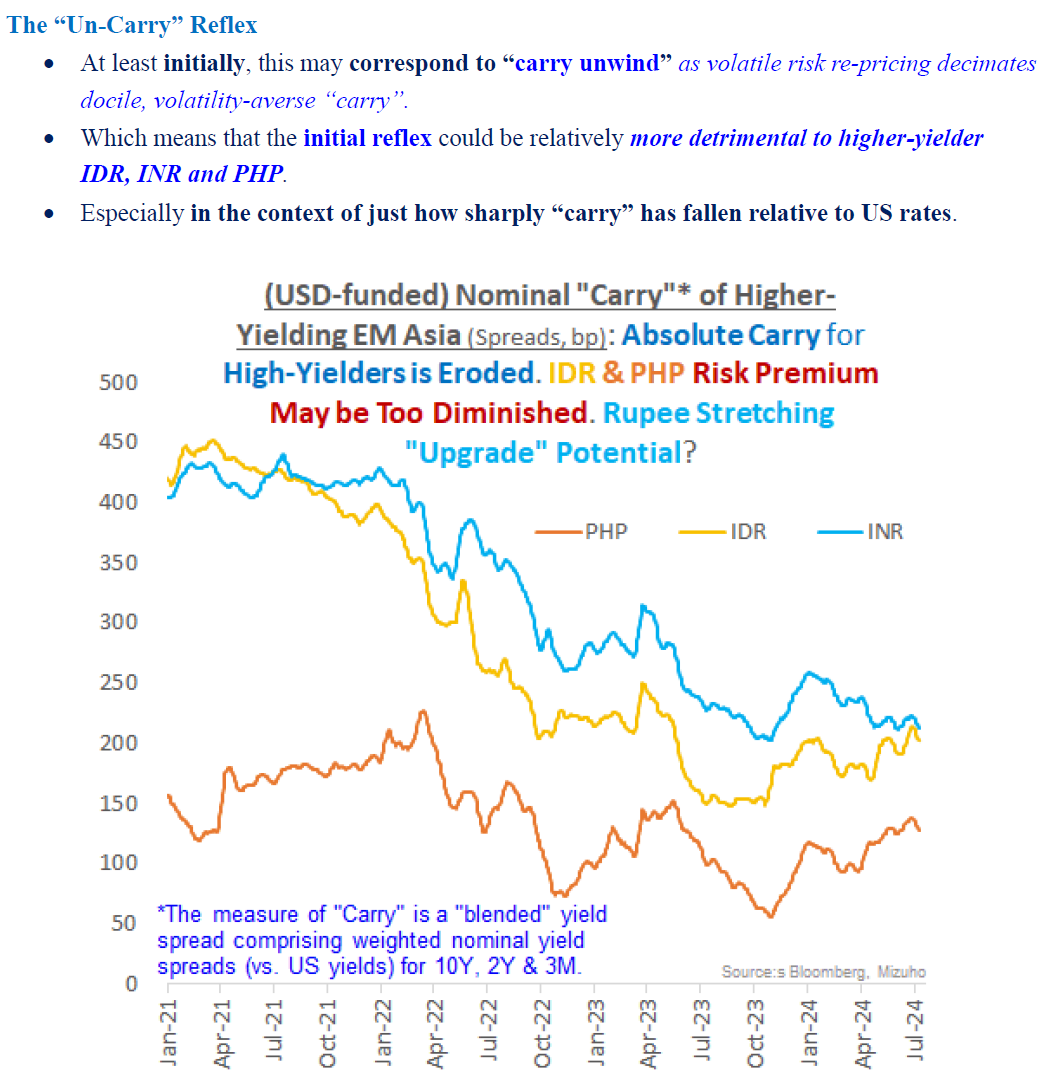 The “Un-Carry” Reflex
• At least initially, this may correspond to “carry unwind” as volatile risk re-pricing decimates
docile, volatility-averse “carry”.
• Which means that the initial reflex could be relatively more detrimental to higher-yielder
IDR, INR and PHP.
• Especially in the context of just how sharply “carry” has fallen relative to US rates.
(USD-funded) Nominal "Carry"* of Higher-
Yielding EM Asia (Spreads, bp): Absolute Carry for
High-Yielders is Eroded. IDR & PHP Risk Premium
May be Too Diminished. Rupee Stretching
"Upgrade" Potential?
500
450
400
350
300
250
200
150
100
50
0
PHP
IDR
INR
*The measure of "Carry" is a "blended" yield
spread comprising weighted nominal yield
spreads (vs. US yields) for 10Y, 2Y & 3M.
Source:s Bloomberg, Mizuho
Jan-21
Apr-21
Jul-21
Oct-21
Jan-22
Apr-22
Jul-22
Oct-22
Jan-23
Apr-23
Jul-23
Oct-23
Jan-24
Apr-24
Jul-24